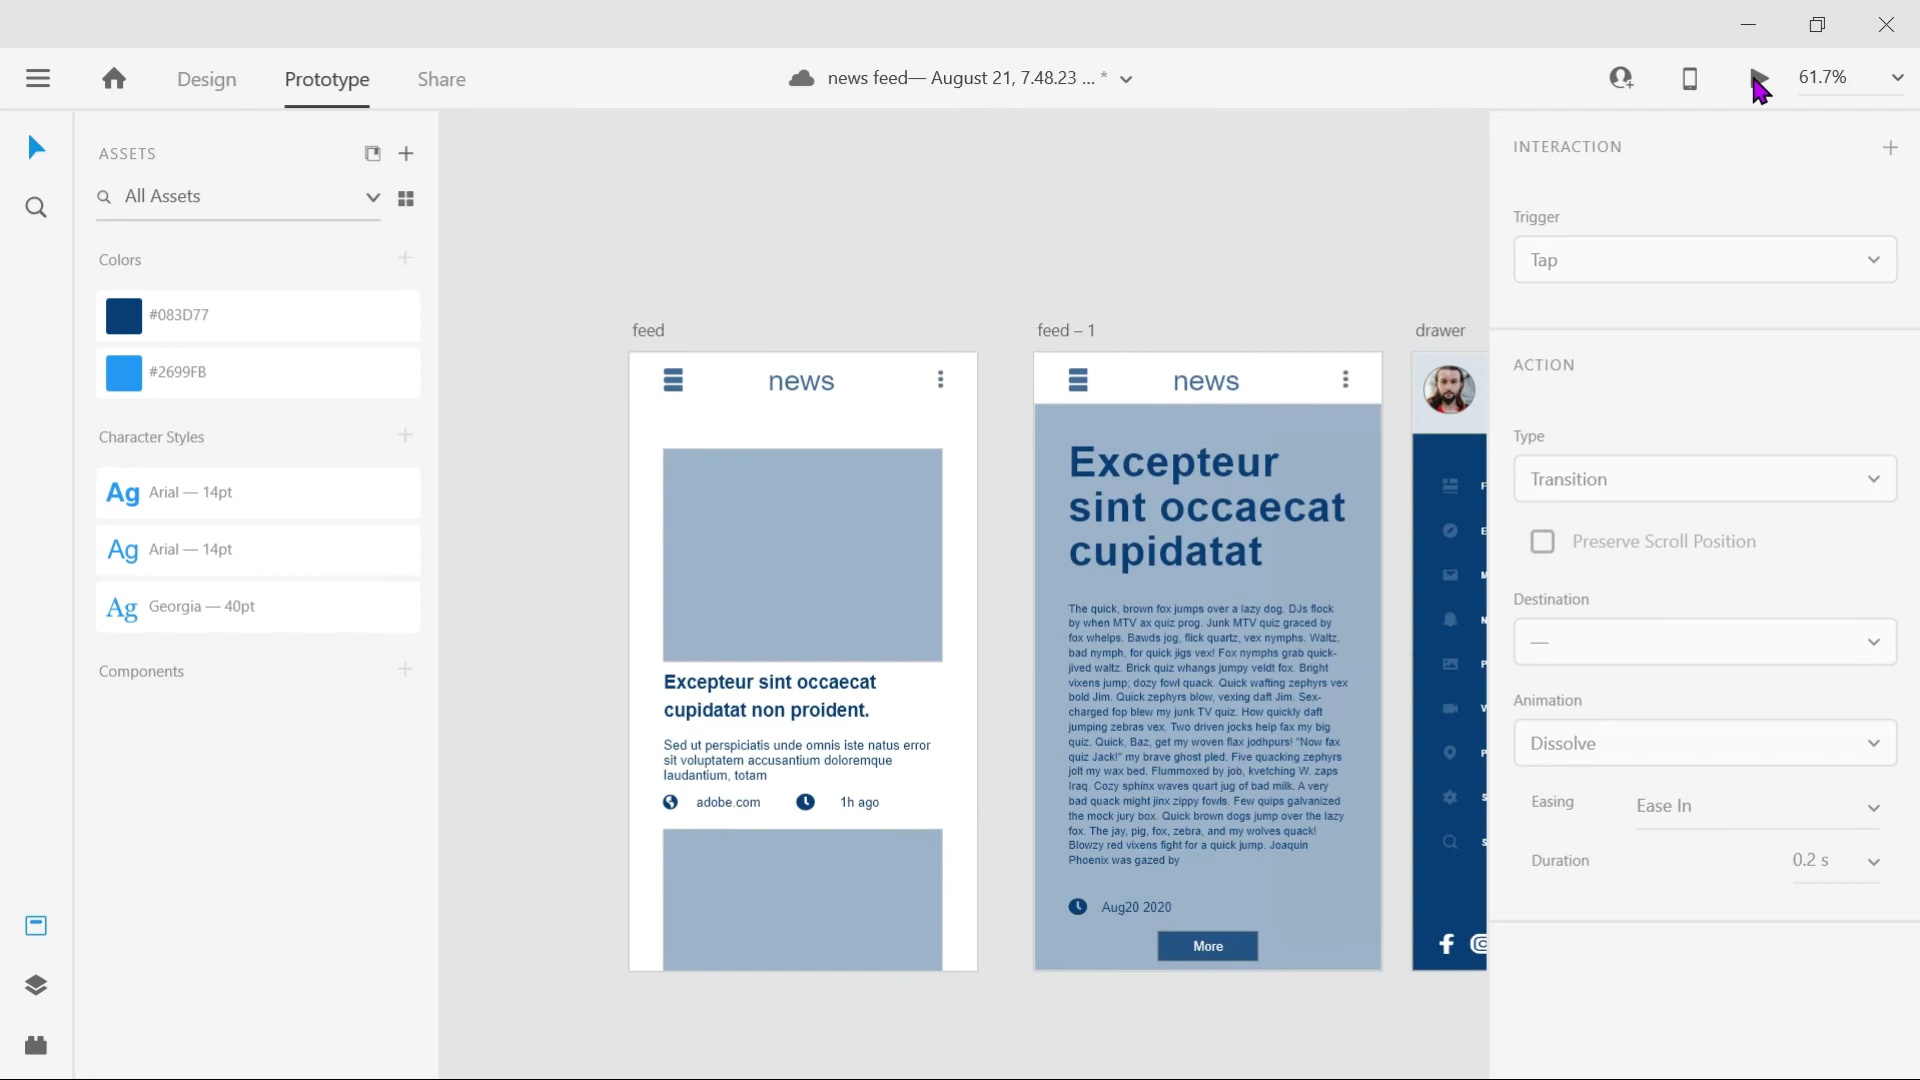 Design
Prototype
Share
news feed— August 21, 7.48.23 ... *
61.7%
ASSETS
All Assets
Colors
#083D77
#2699FB
Character Styles
Ag Arial — 14pt
Ag Arial — 14pt
Ag Georgia — 40pt
Components
feed
news
Excepteur sint occaecat
cupidatat non proident.
Sed ut perspiciatis unde omnis iste natus error
sit voluptatem accusantium doloremque
laudantium, totam
adobe.com
1h ago
feed – 1
news
Excepteur
sint occaecat
cupidatat
The quick, brown fox jumps over a lazy dog. DJs flock
by when MTV ax quiz prog. Junk MTV quiz graced by
fox whelps. Bawds jog, flick quartz, vex nymphs. Waltz,
bad nymph, for quick jigs vex! Fox nymphs grab quick-
jived waltz. Brick quiz whangs jumpy veldt fox. Bright
vixens jump; dozy fowl quack. Quick wafting zephyrs vex
bold Jim. Quick zephyrs blow, vexing daft Jim. Sex-
charged fop blew my junk TV quiz. How quickly daft
jumping zebras vex. Two driven jocks help fax my big
quiz. Quick, Baz, get my woven flax jodhpurs! "Now fax
quiz Jack!" my brave ghost pled. Five quacking zephyrs
jolt my wax bed. Flummoxed by job, kvetching W. zaps
Iraq. Cozy sphinx waves quart jug of bad milk. A very
bad quack might jinx zippy fowls. Few quips galvanized
the mock jury box. Quick brown dogs jump over the lazy
fox. The jay, pig, fox, zebra, and my wolves quack!
Blowzy red vixens fight for a quick jump. Joaquin
Phoenix was gazed by
Aug20 2020
More
drawer
INTERACTION
Trigger
Tap
ACTION
Type
Transition
Preserve Scroll Position
Destination
—
Animation
Dissolve
Easing
Ease In
Duration
0.2 s